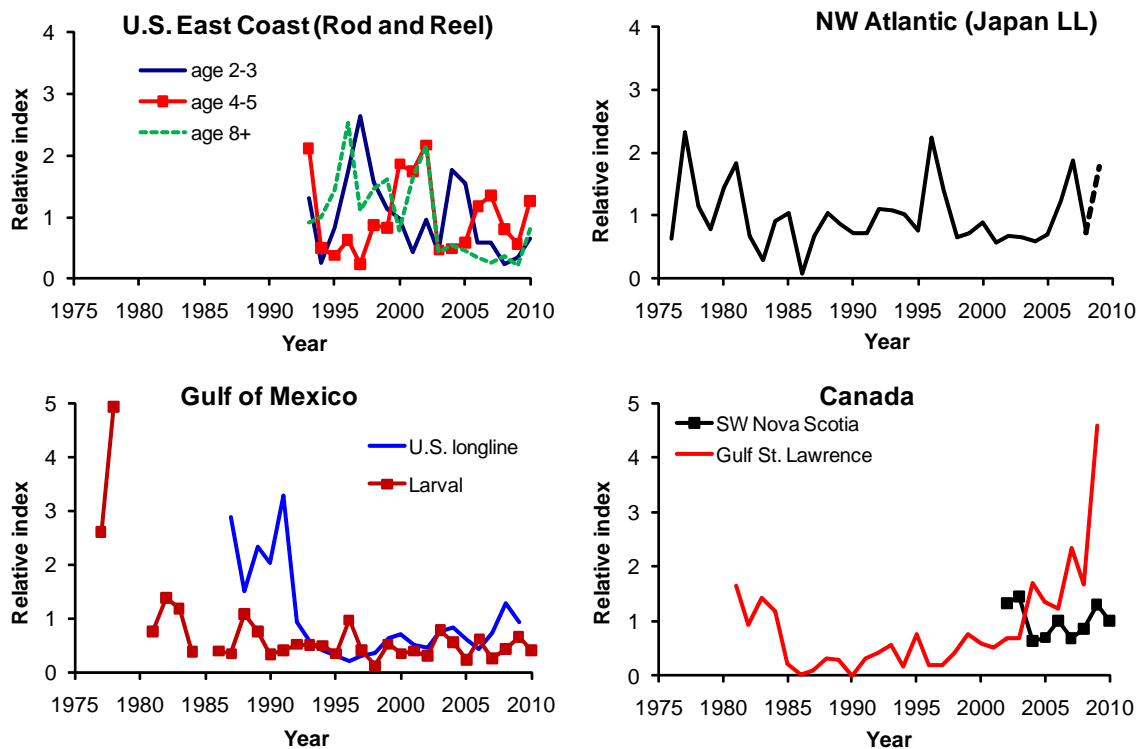 U.S. East Coast (Rod and Reel)
4
3
2
1
0
Relative index
age 2-3
age 4-5
age 8+
1975 1980 1985 1990 1995 2000 2005 2010
Year
NW Atlantic (Japan LL)
4
3
2
1
0
Relative index
1975 1980 1985 1990 1995 2000 2005 2010
Year
Gulf of Mexico
5
4
3
2
1
0
Relative index
U.S. longline
Larval
1975 1980 1985 1990 1995 2000 2005 2010
Year
Canada
5
4
3
2
1
0
Relative index
SW Nova Scotia
Gulf St. Lawrence
1975 1980 1985 1990 1995 2000 2005 2010
Year